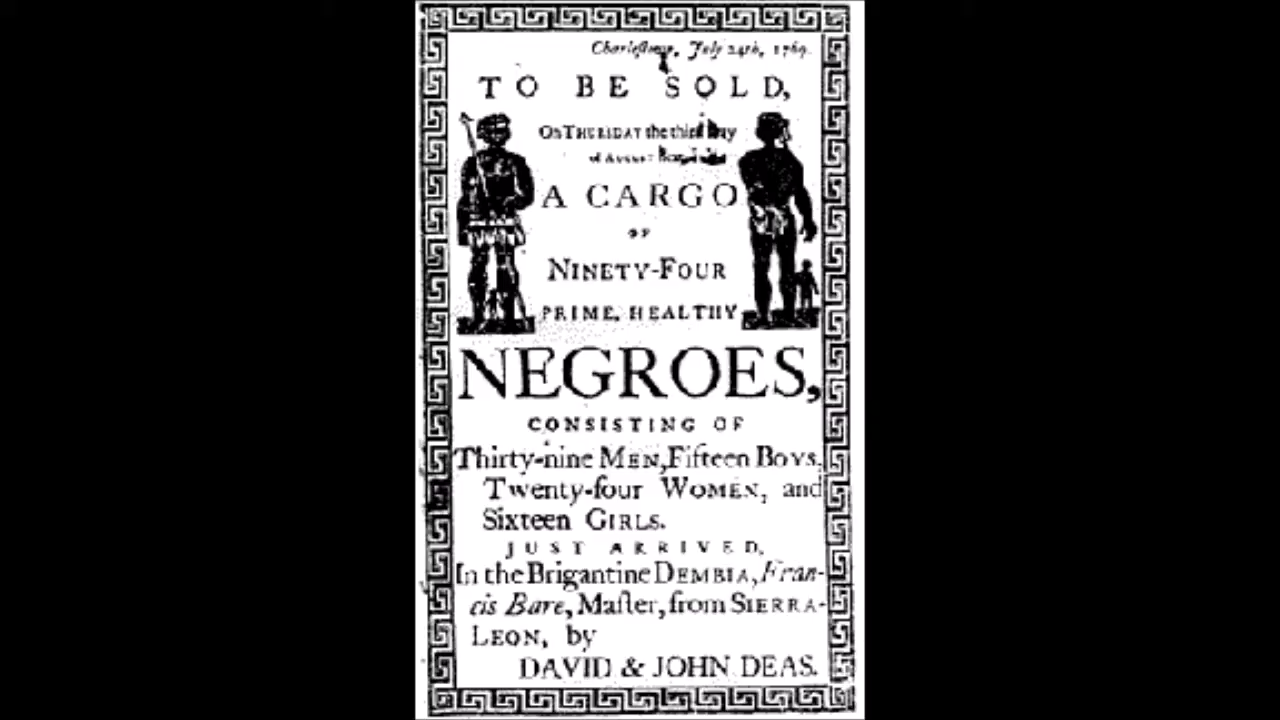 Charlestown, July 24th, 1769.
TO BE SOLD,
On THURSDAY the third Day
of AUGUST
A CARGO
OF
NINETY-FOUR
PRIME, HEALTHY
NEGROES,
CONSISTING OF
Thirty-nine MEN, Fifteen BOYS,
Twenty-four WOMEN, and
Sixteen GIRLS.
JUST ARRIVED,
In the Brigantine DEMBIA, Fran-
cis Bare, Maſter, from SIERRA-
LEON, by
DAVID & JOHN DEAS.